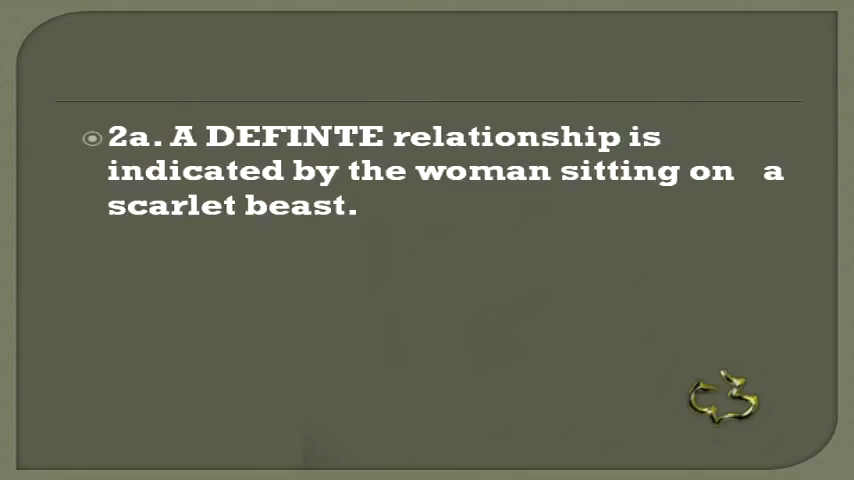 2a. A DEFINTE relationship is
indicated by the woman sitting on a
scarlet beast.